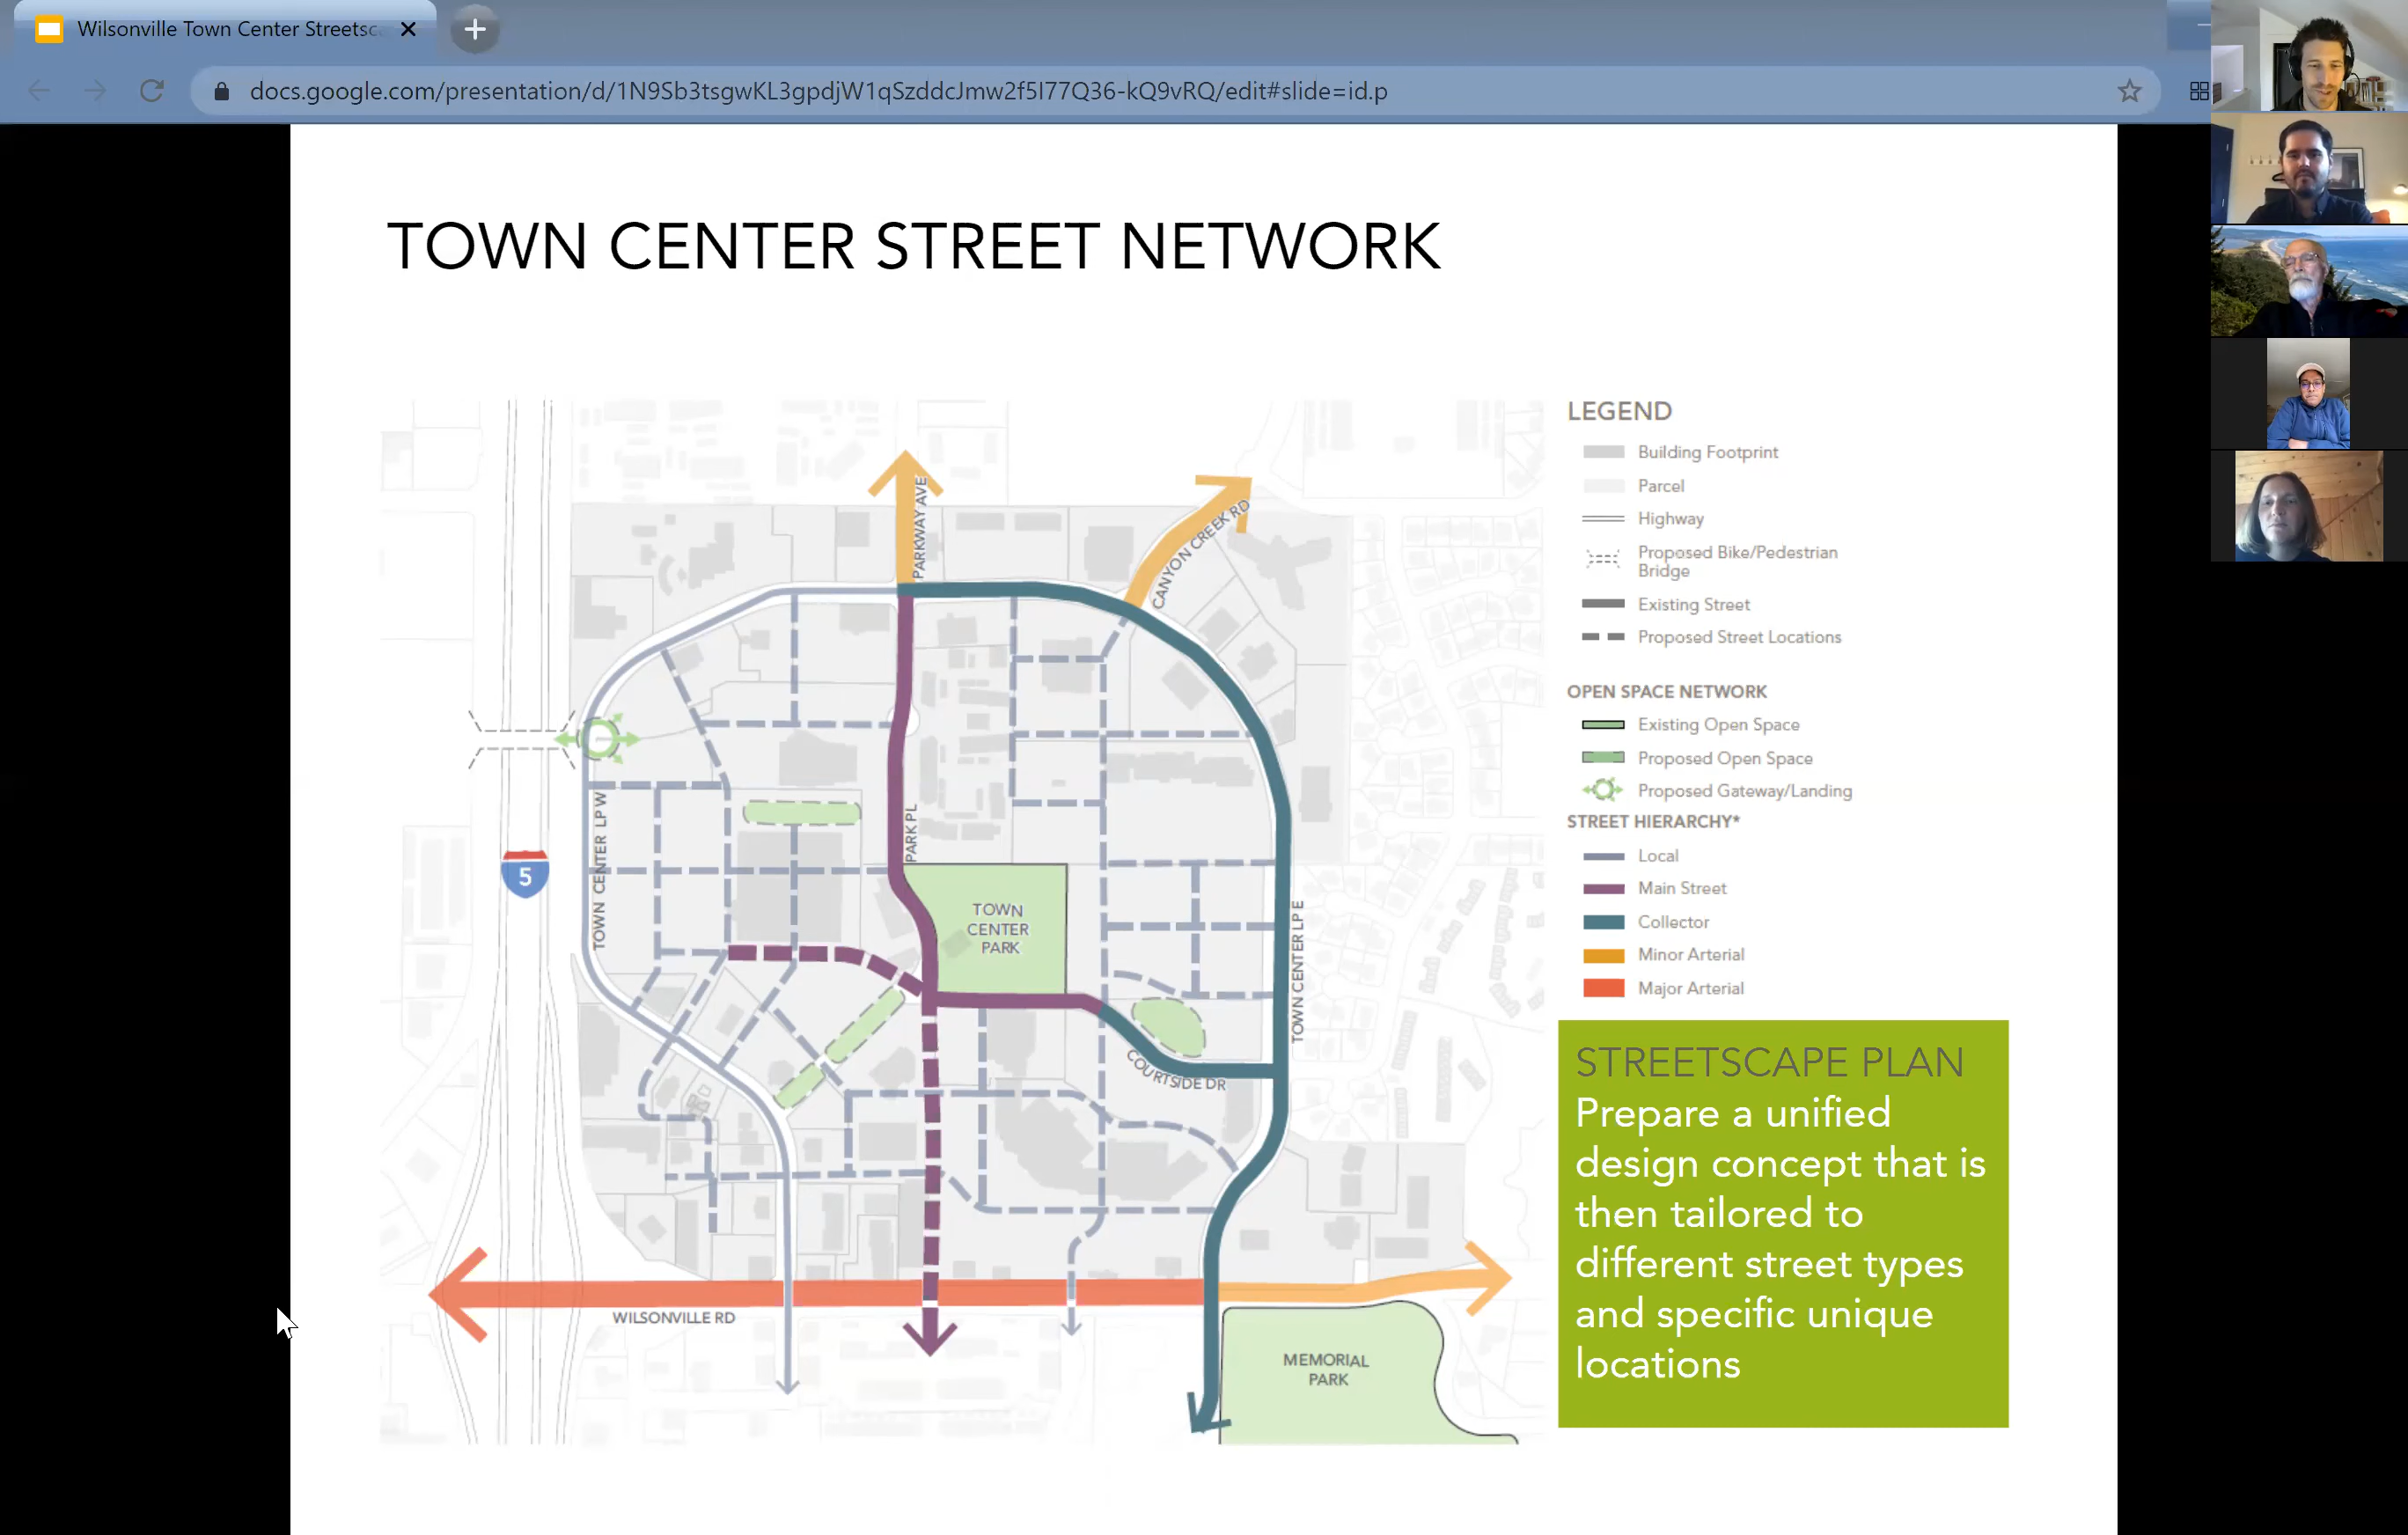 Wilsonville Town Center Streetsc
docs.google.com/presentation/d/1N9Sb3tsgwKL3gpdjW1qSzddcJmw2f5I77Q36-kQ9vRQ/edit#slide=id.p
TOWN CENTER STREET NETWORK
PARKWAY AVE
CANYON CREEK RD
TOWN CENTER LP W
PARK PL
5
TOWN
CENTER
PARK
TOWN CENTER LP E
COURTSIDE DR
WILSONVILLE RD
MEMORIAL
PARK
LEGEND
Building Footprint
Parcel
Highway
Proposed Bike/Pedestrian
Bridge
Existing Street
Proposed Street Locations
OPEN SPACE NETWORK
Existing Open Space
Proposed Open Space
Proposed Gateway/Landing
STREET HIERARCHY*
Local
Main Street
Collector
Minor Arterial
Major Arterial
STREETSCAPE PLAN
Prepare a unified
design concept that is
then tailored to
different street types
and specific unique
locations